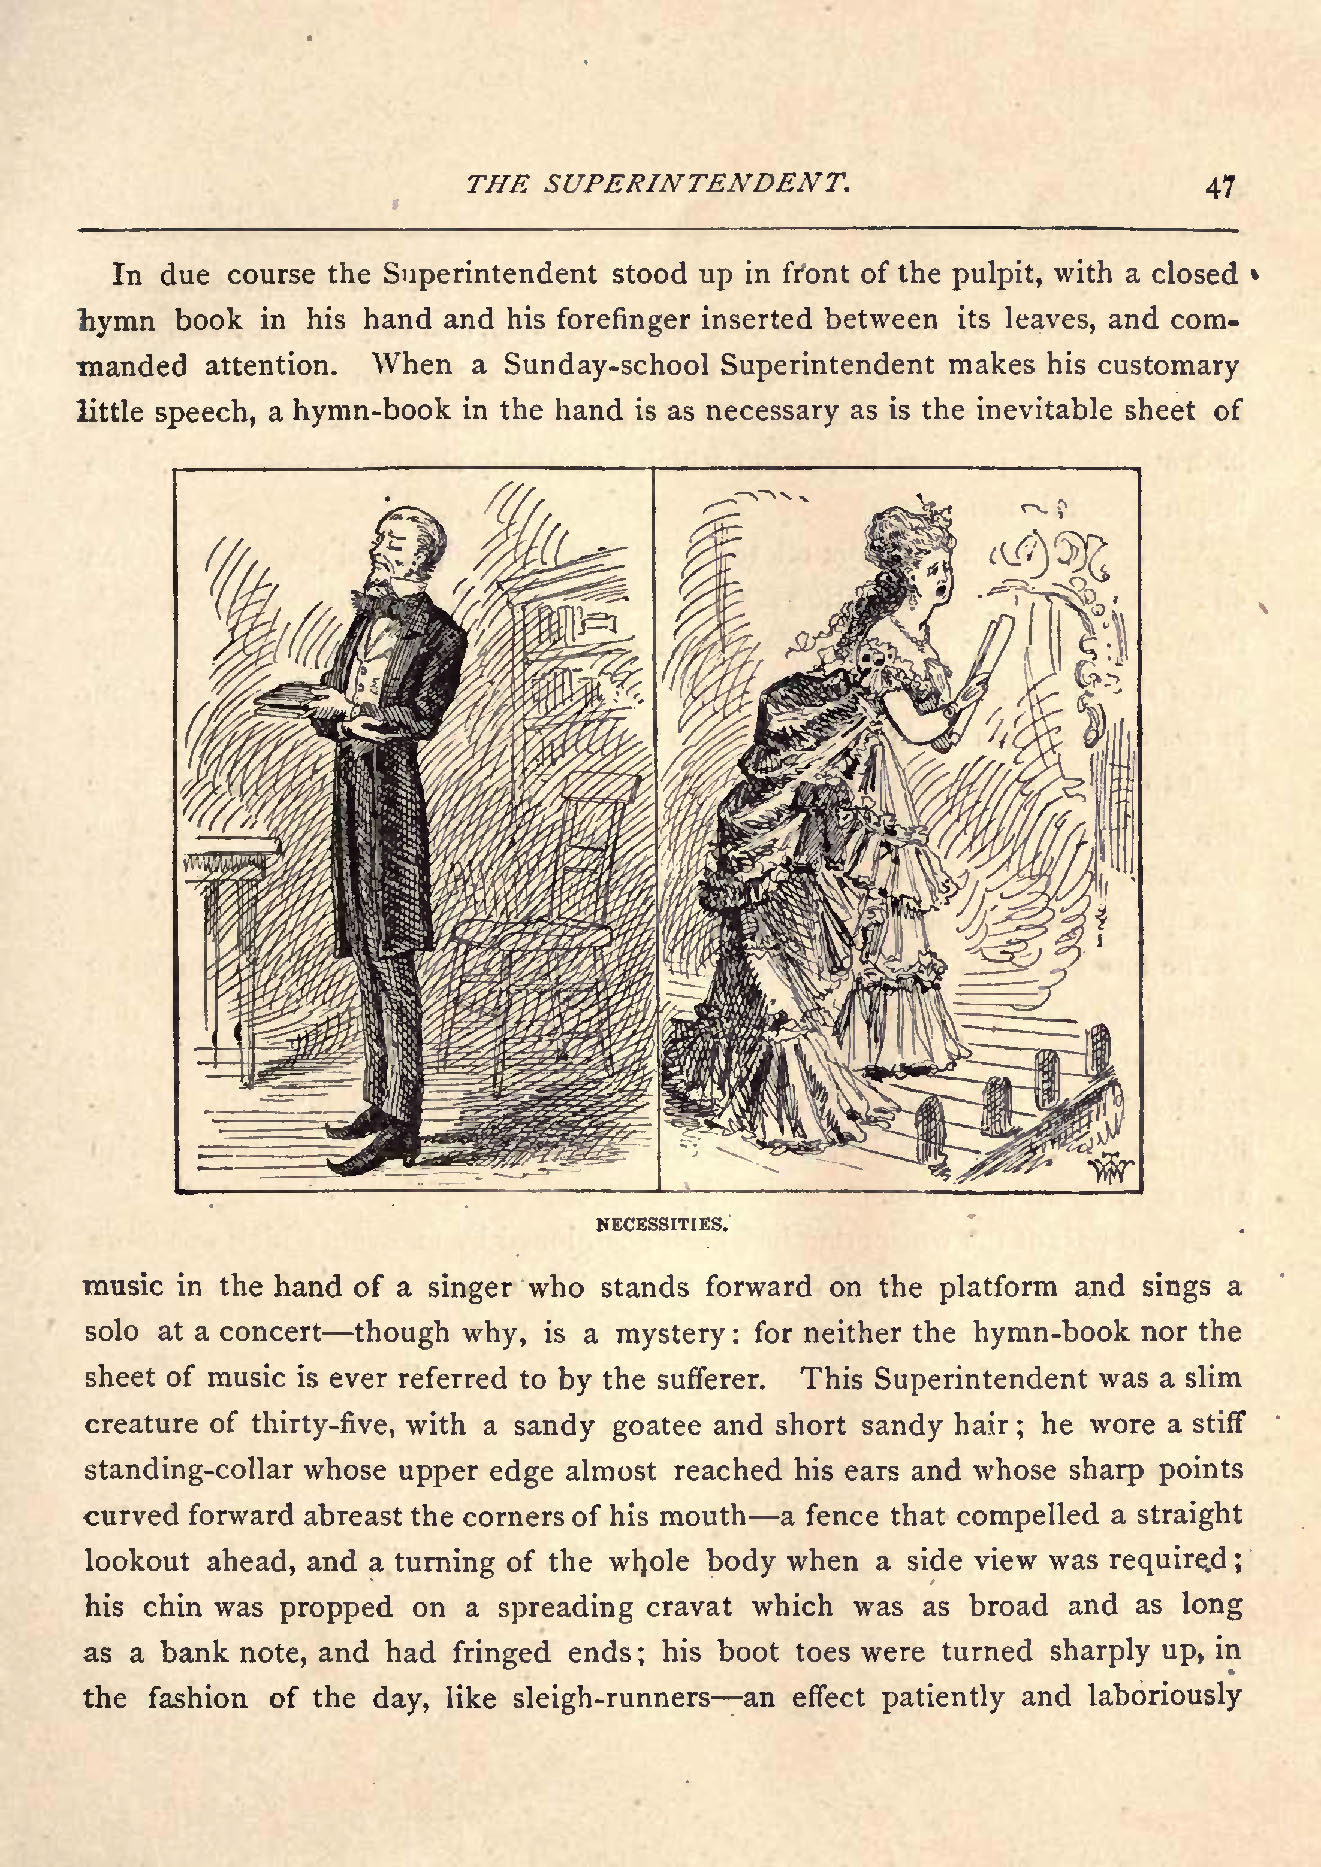 THE SUPERINTENDENT. 47
In due course the Superintendent stood up in front of the pulpit, with a closed
hymn book in his hand and his forefinger inserted between its leaves, and com-
manded attention. When a Sunday-school Superintendent makes his customary
little speech, a hymn-book in the hand is as necessary as is the inevitable sheet of
NECESSITIES.
music in the hand of a singer who stands forward on the platform and sings a
solo at a concert—though why, is a mystery: for neither the hymn-book nor the
sheet of music is ever referred to by the sufferer. This Superintendent was a slim
creature of thirty-five, with a sandy goatee and short sandy hair; he wore a stiff
standing-collar whose upper edge almost reached his ears and whose sharp points
curved forward abreast the corners of his mouth—a fence that compelled a straight
lookout ahead, and a turning of the whole body when a side view was required;
his chin was propped on a spreading cravat which was as broad and as long
as a bank note, and had fringed ends; his boot toes were turned sharply up, in
the fashion of the day, like sleigh-runners—an effect patiently and laboriously